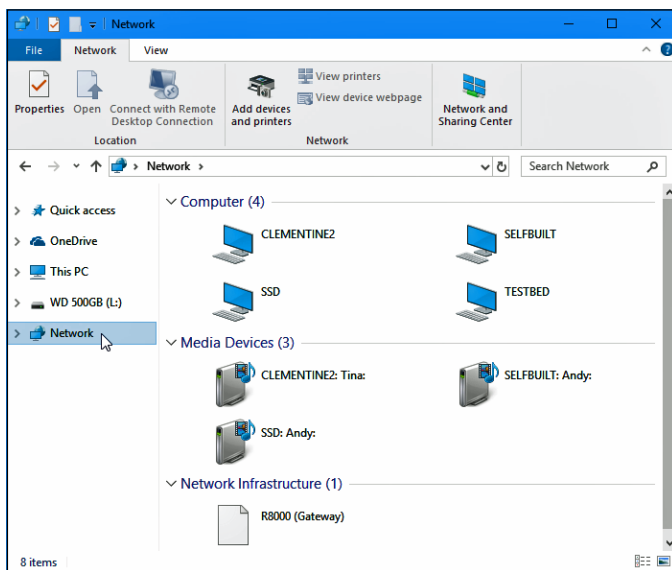 Network
File Network View
Properties Open Connect with Remote Desktop Connection
Add devices and printers
View printers
View device webpage
Network and Sharing Center
Location Network
Network
Search Network
Quick access
OneDrive
This PC
WD 500GB (L:)
Network
Computer (4)
CLEMENTINE2 SELFBUILT
SSD TESTBED
Media Devices (3)
CLEMENTINE2: Tina: SELFBUILT: Andy:
SSD: Andy:
Network Infrastructure (1)
R8000 (Gateway)
8 items